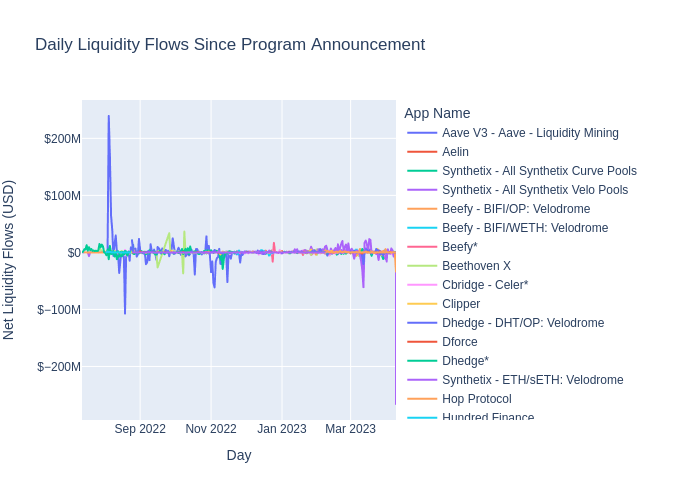 Daily Liquidity Flows Since Program Announcement
Net Liquidity Flows (USD)
$200M
$100M
$0
$−100M
$−200M
Sep 2022
Nov 2022
Jan 2023
Mar 2023
Day
App Name
Aave V3 - Aave - Liquidity Mining
Aelin
Synthetix - All Synthetix Curve Pools
Synthetix - All Synthetix Velo Pools
Beefy - BIFI/OP: Velodrome
Beefy - BIFI/WETH: Velodrome
Beefy*
Beethoven X
Cbridge - Celer*
Clipper
Dhedge - DHT/OP: Velodrome
Dforce
Dhedge*
Synthetix - ETH/sETH: Velodrome
Hop Protocol
Hundred Finance